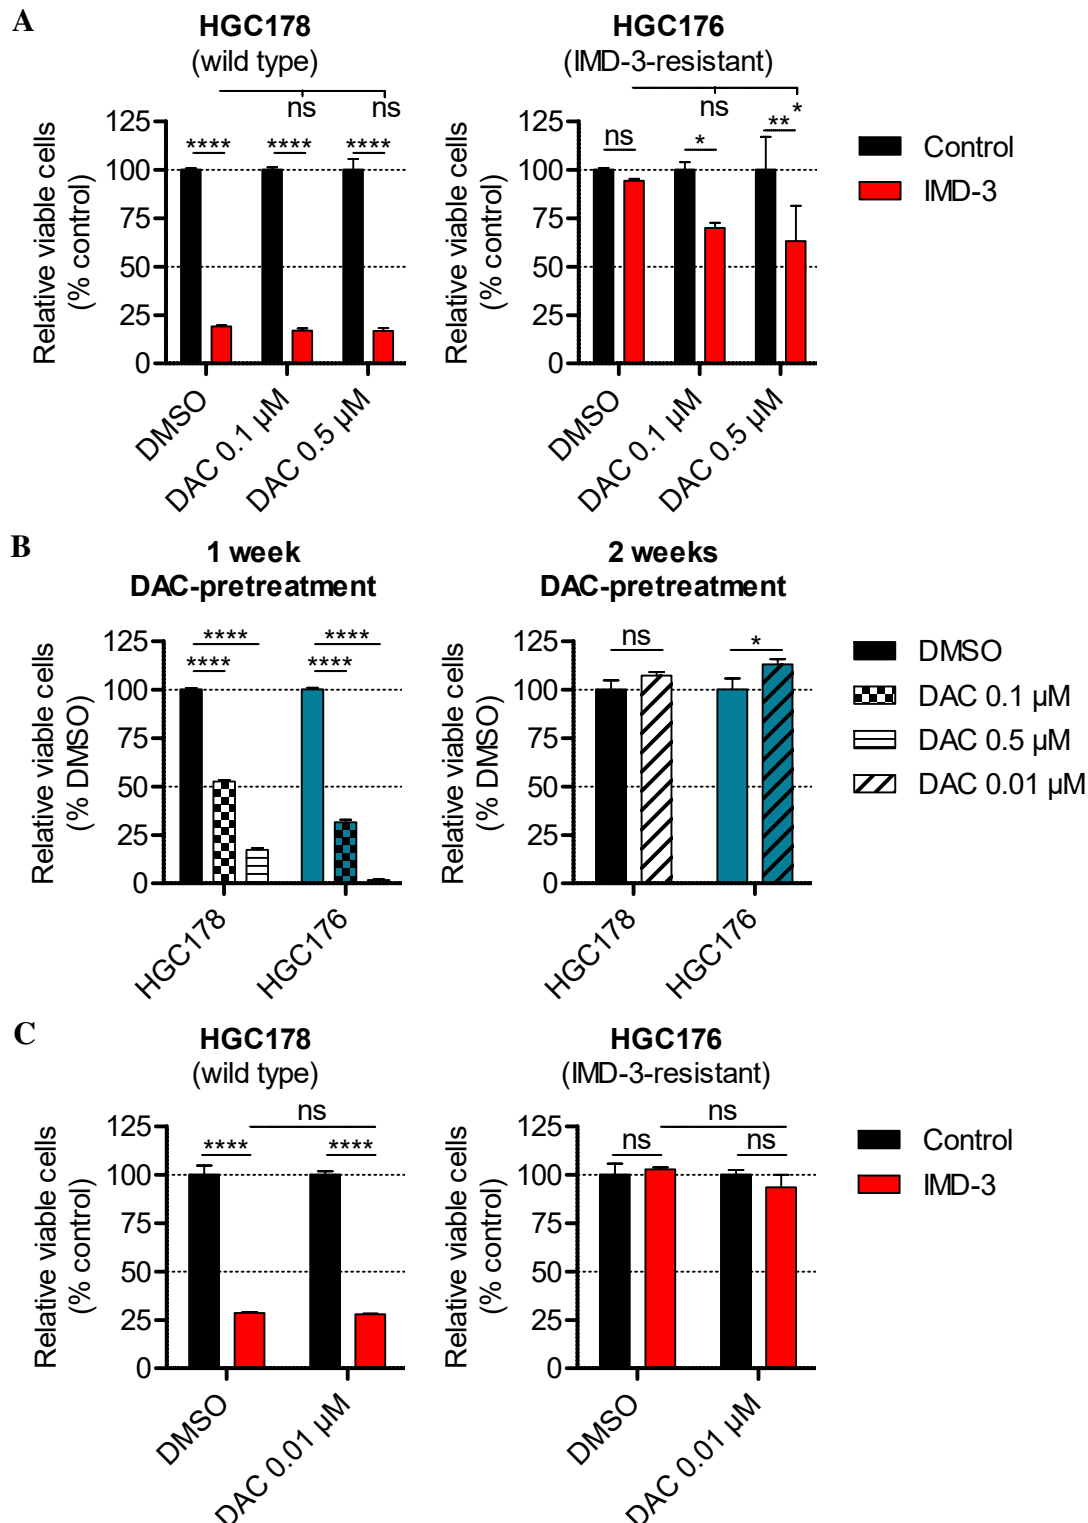 A
HGC178
(wild type)
HGC176
(IMD-3-resistant)
ns ns
ns *
**** **** ****
ns * **
Relative viable cells
(% control)
125
100
75
50
25
0
DMSO
DAC 0.1 µM
DAC 0.5 µM
Relative viable cells
(% control)
125
100
75
50
25
0
DMSO
DAC 0.1 µM
DAC 0.5 µM
Control
IMD-3
B
1 week
DAC-pretreatment
2 weeks
DAC-pretreatment
**** ****
**** ****
ns *
Relative viable cells
(% DMSO)
125
100
75
50
25
0
HGC178
HGC176
Relative viable cells
(% DMSO)
125
100
75
50
25
0
HGC178
HGC176
DMSO
DAC 0.1 µM
DAC 0.5 µM
DAC 0.01 µM
C
HGC178
(wild type)
HGC176
(IMD-3-resistant)
ns
**** ****
ns
ns ns
Relative viable cells
(% control)
125
100
75
50
25
0
DMSO
DAC 0.01 µM
Relative viable cells
(% control)
125
100
75
50
25
0
DMSO
DAC 0.01 µM
Control
IMD-3